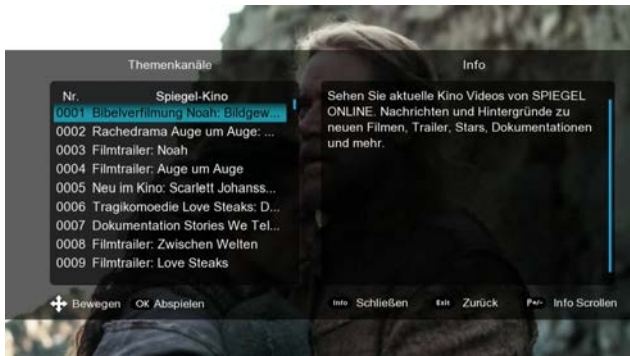 Themenkanäle
Info
Nr. Spiegel-Kino
0001 Bibelverfilmung Noah: Bildgew...
0002 Rachedrama Auge um Auge: ...
0003 Filmtrailer: Noah
0004 Filmtrailer: Auge um Auge
0005 Neu im Kino: Scarlett Johanss...
0006 Tragikomoedie Love Steaks: D...
0007 Dokumentation Stories We Tel...
0008 Filmtrailer: Zwischen Welten
0009 Filmtrailer: Love Steaks
Sehen Sie aktuelle Kino Videos von SPIEGEL
ONLINE. Nachrichten und Hintergründe zu
neuen Filmen, Trailer, Stars, Dokumentationen
und mehr.
Bewegen OK Abspielen
Info Schließen Exit Zurück P+/- Info Scrollen